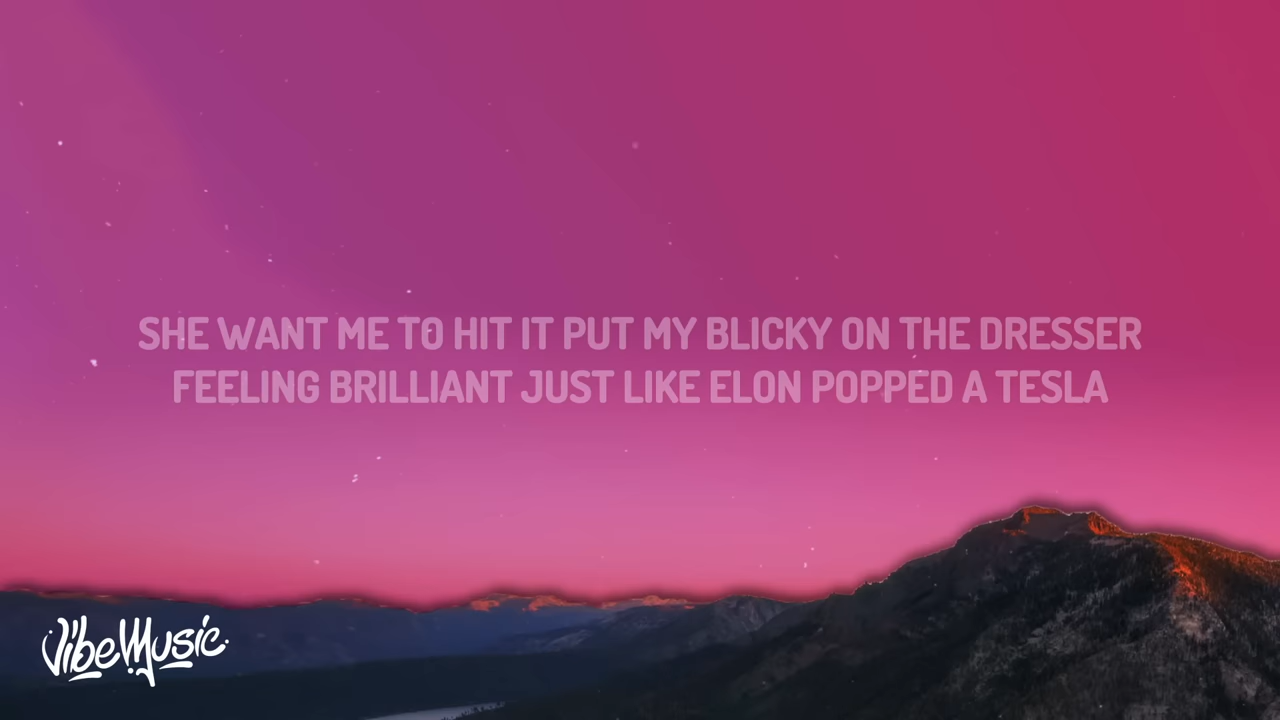 SHE WANT ME TO HIT IT PUT MY BLICKY ON THE DRESSER
FEELING BRILLIANT JUST LIKE ELON POPPED A TESLA
VibeMusic